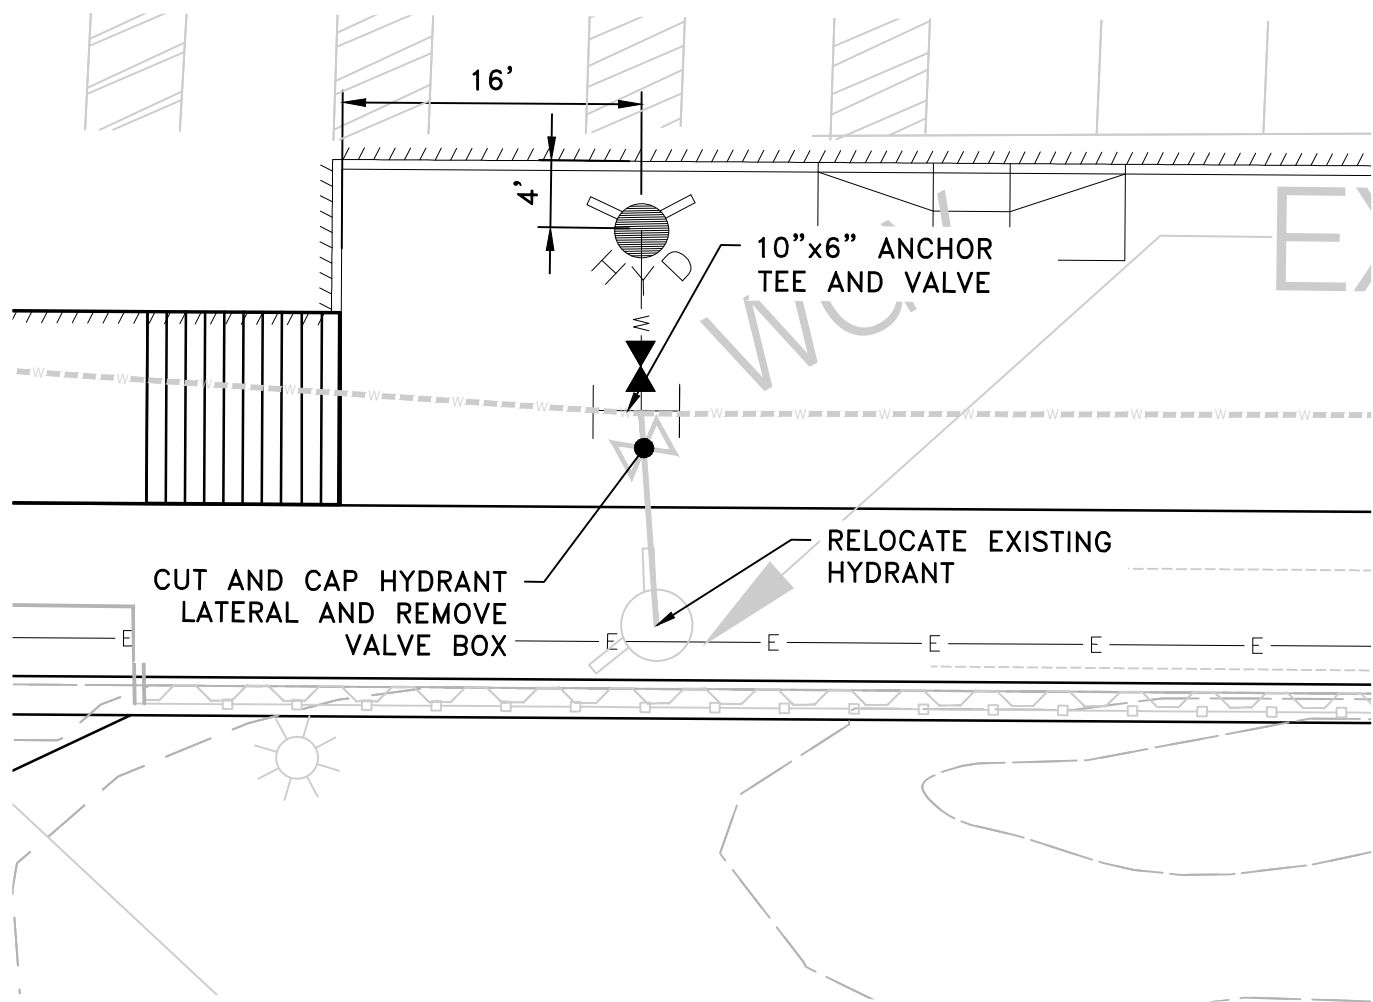 16’
4’
HYD
10”x6” ANCHOR
TEE AND VALVE
W
W W W W W W W W W W W W W W W
RELOCATE EXISTING
HYDRANT
CUT AND CAP HYDRANT
LATERAL AND REMOVE
VALVE BOX
E E E E E E